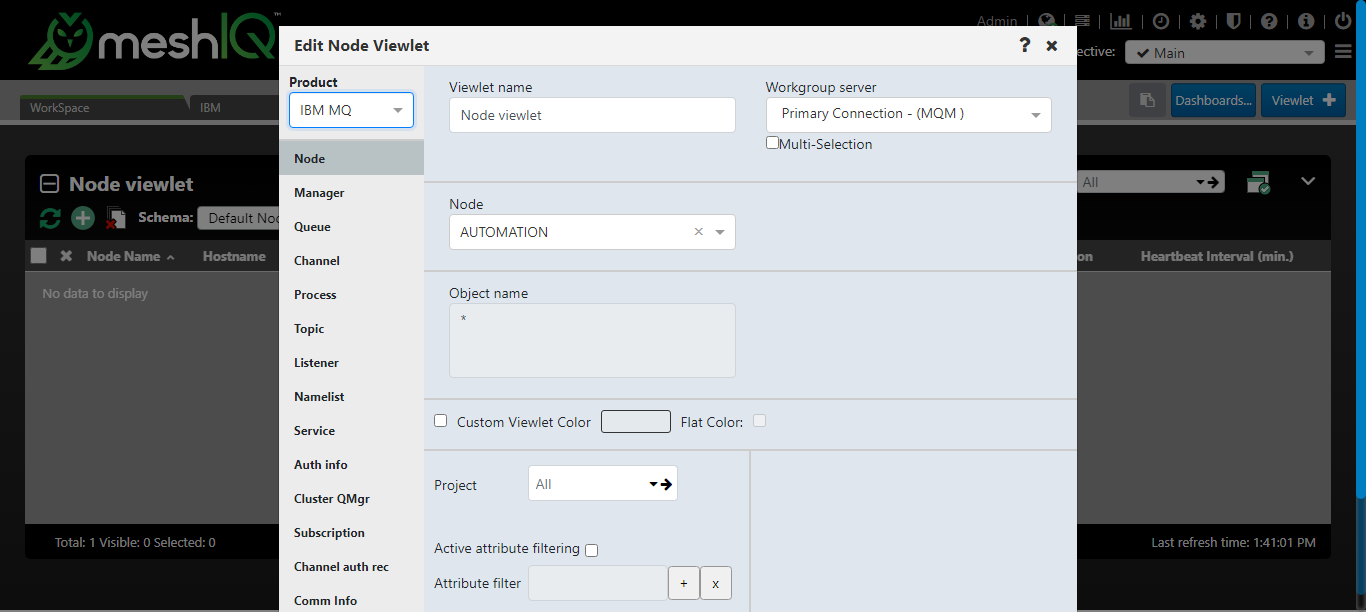 meshIQ™
Admin
Edit Node Viewlet ? ×
ective: Main
Product
IBM MQ
WorkSpace
IBM
Dashboards...
Viewlet +
Viewlet name
Node viewlet
Workgroup server
Primary Connection - (MQM )
Multi-Selection
Node
Manager
Queue
Channel
Process
Topic
Listener
Namelist
Service
Auth info
Cluster QMgr
Subscription
Channel auth rec
Comm Info
Node
AUTOMATION ×
Object name
*
Custom Viewlet Color Flat Color:
Project All
Active attribute filtering
Attribute filter + x
Node viewlet
All
Schema: Default Noc
Node Name Hostname
on Heartbeat Interval (min.)
No data to display
Total: 1 Visible: 0 Selected: 0
Last refresh time: 1:41:01 PM